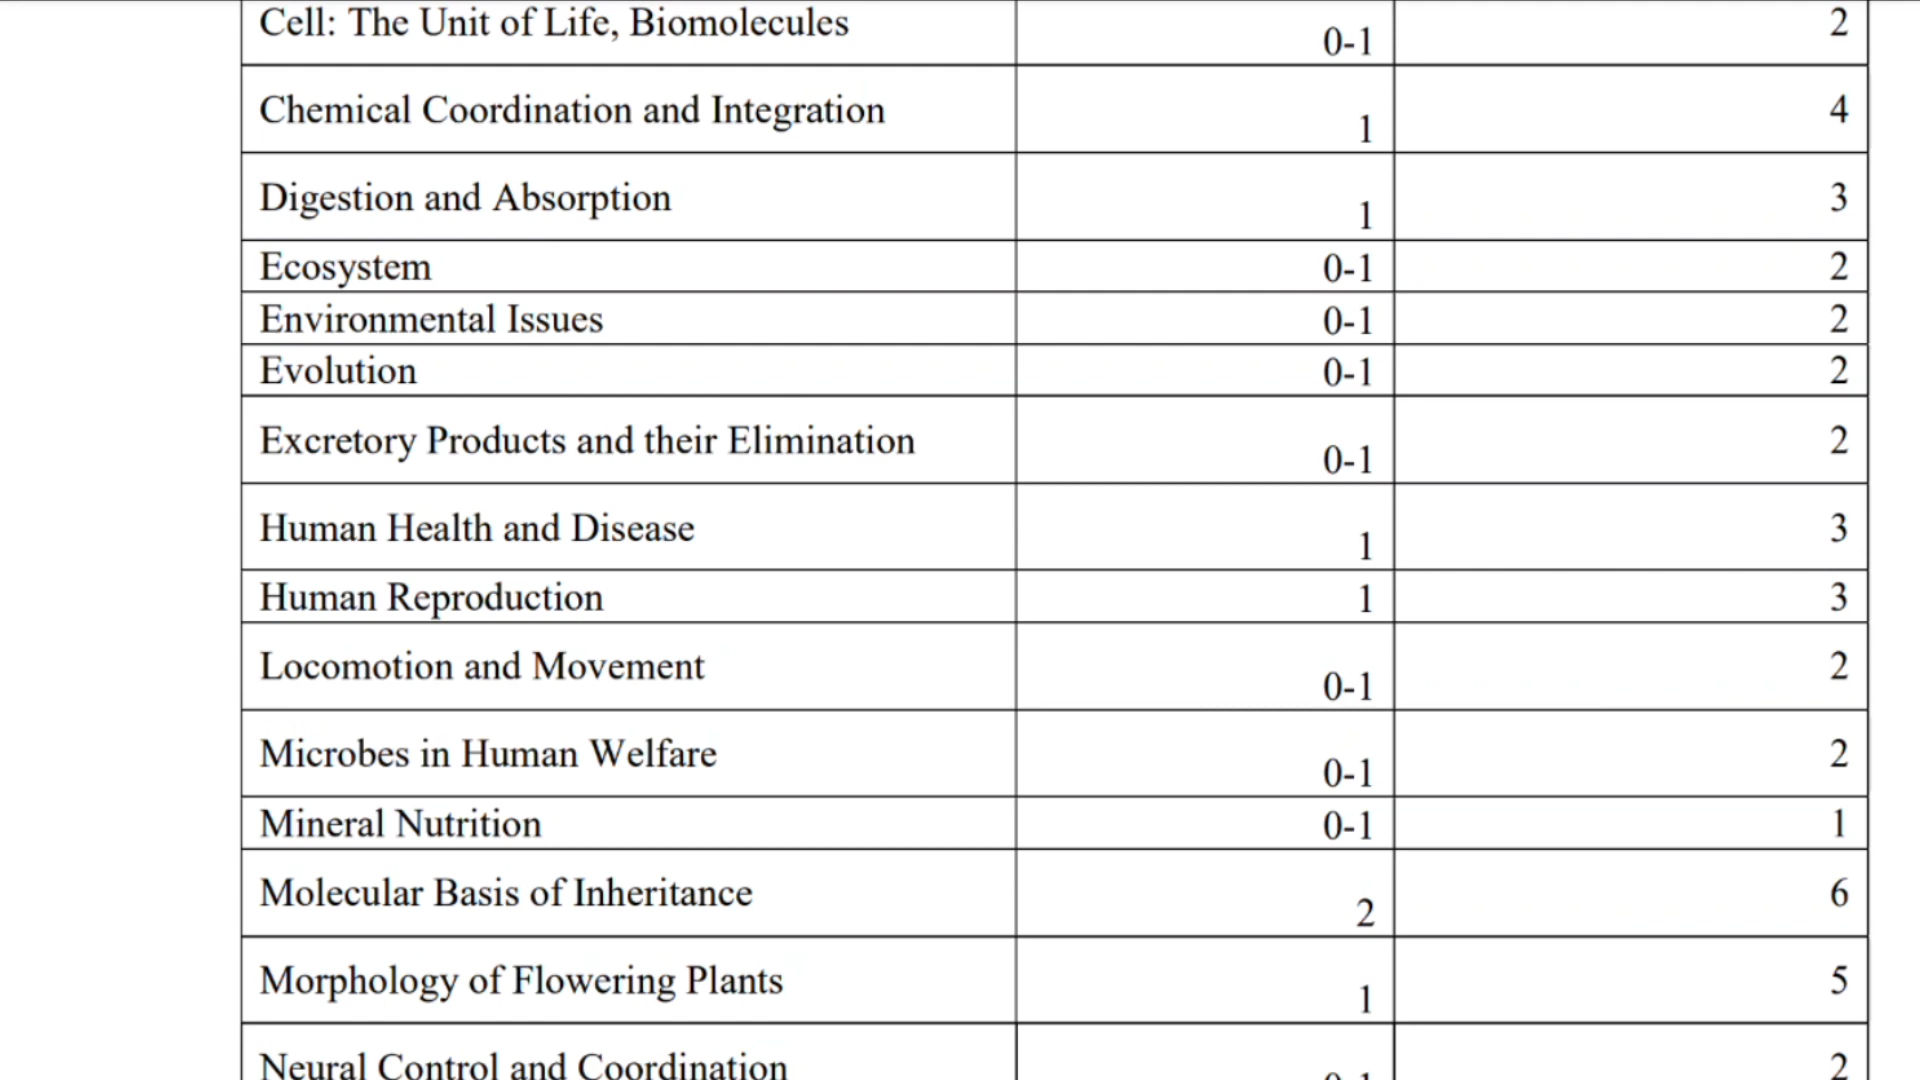 Cell: The Unit of Life, Biomolecules 0-1 2
Chemical Coordination and Integration 1 4
Digestion and Absorption 1 3
Ecosystem 0-1 2
Environmental Issues 0-1 2
Evolution 0-1 2
Excretory Products and their Elimination 0-1 2
Human Health and Disease 1 3
Human Reproduction 1 3
Locomotion and Movement 0-1 2
Microbes in Human Welfare 0-1 2
Mineral Nutrition 0-1 1
Molecular Basis of Inheritance 2 6
Morphology of Flowering Plants 1 5
Neural Control and Coordination 0-1 2